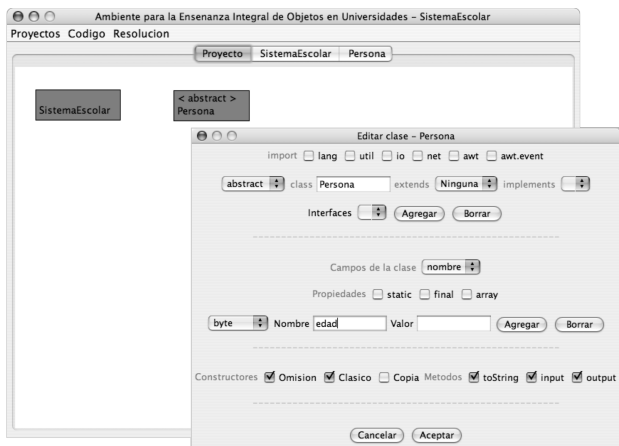 Ambiente para la Ensenanza Integral de Objetos en Universidades – SistemaEscolar
Proyectos Codigo Resolucion
Proyecto SistemaEscolar Persona
SistemaEscolar
< abstract >
Persona
Editar clase – Persona
import lang util io net awt awt.event
abstract class Persona extends Ninguna implements
Interfaces Agregar Borrar
Campos de la clase nombre
Propiedades static final array
byte Nombre edad Valor Agregar Borrar
Constructores Omision Clasico Copia Metodos toString input output
Cancelar Aceptar